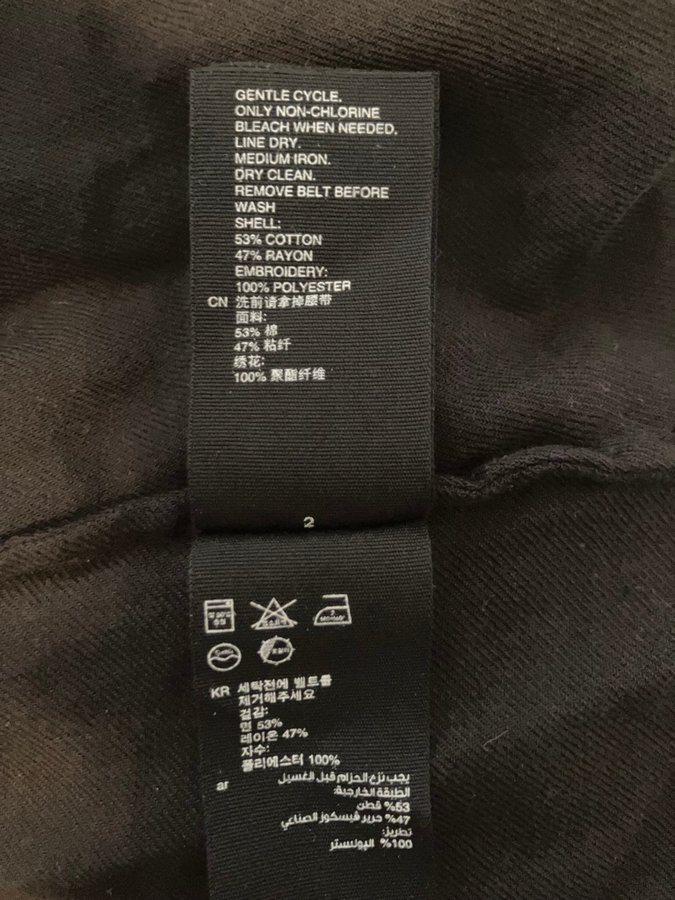 GENTLE CYCLE.
ONLY NON-CHLORINE
BLEACH WHEN NEEDED.
LINE DRY.
MEDIUM IRON.
DRY CLEAN.
REMOVE BELT BEFORE
WASH
SHELL:
53% COTTON
47% RAYON
EMBROIDERY:
100% POLYESTER
CN 洗前请拿掉腰带
面料:
53% 棉
47% 粘纤
绣花:
100% 聚酯纤维
2
KR 세탁전에 벨트를
제거해주세요
겉감:
면 53%
레이온 47%
자수:
폴리에스터 100%
ar يجب نزع الحزام قبل الغسيل
الطبقة الخارجية:
%53 قطن
%47 حرير فيسكوز الصناعي
تطريز:
%100 البوليستر